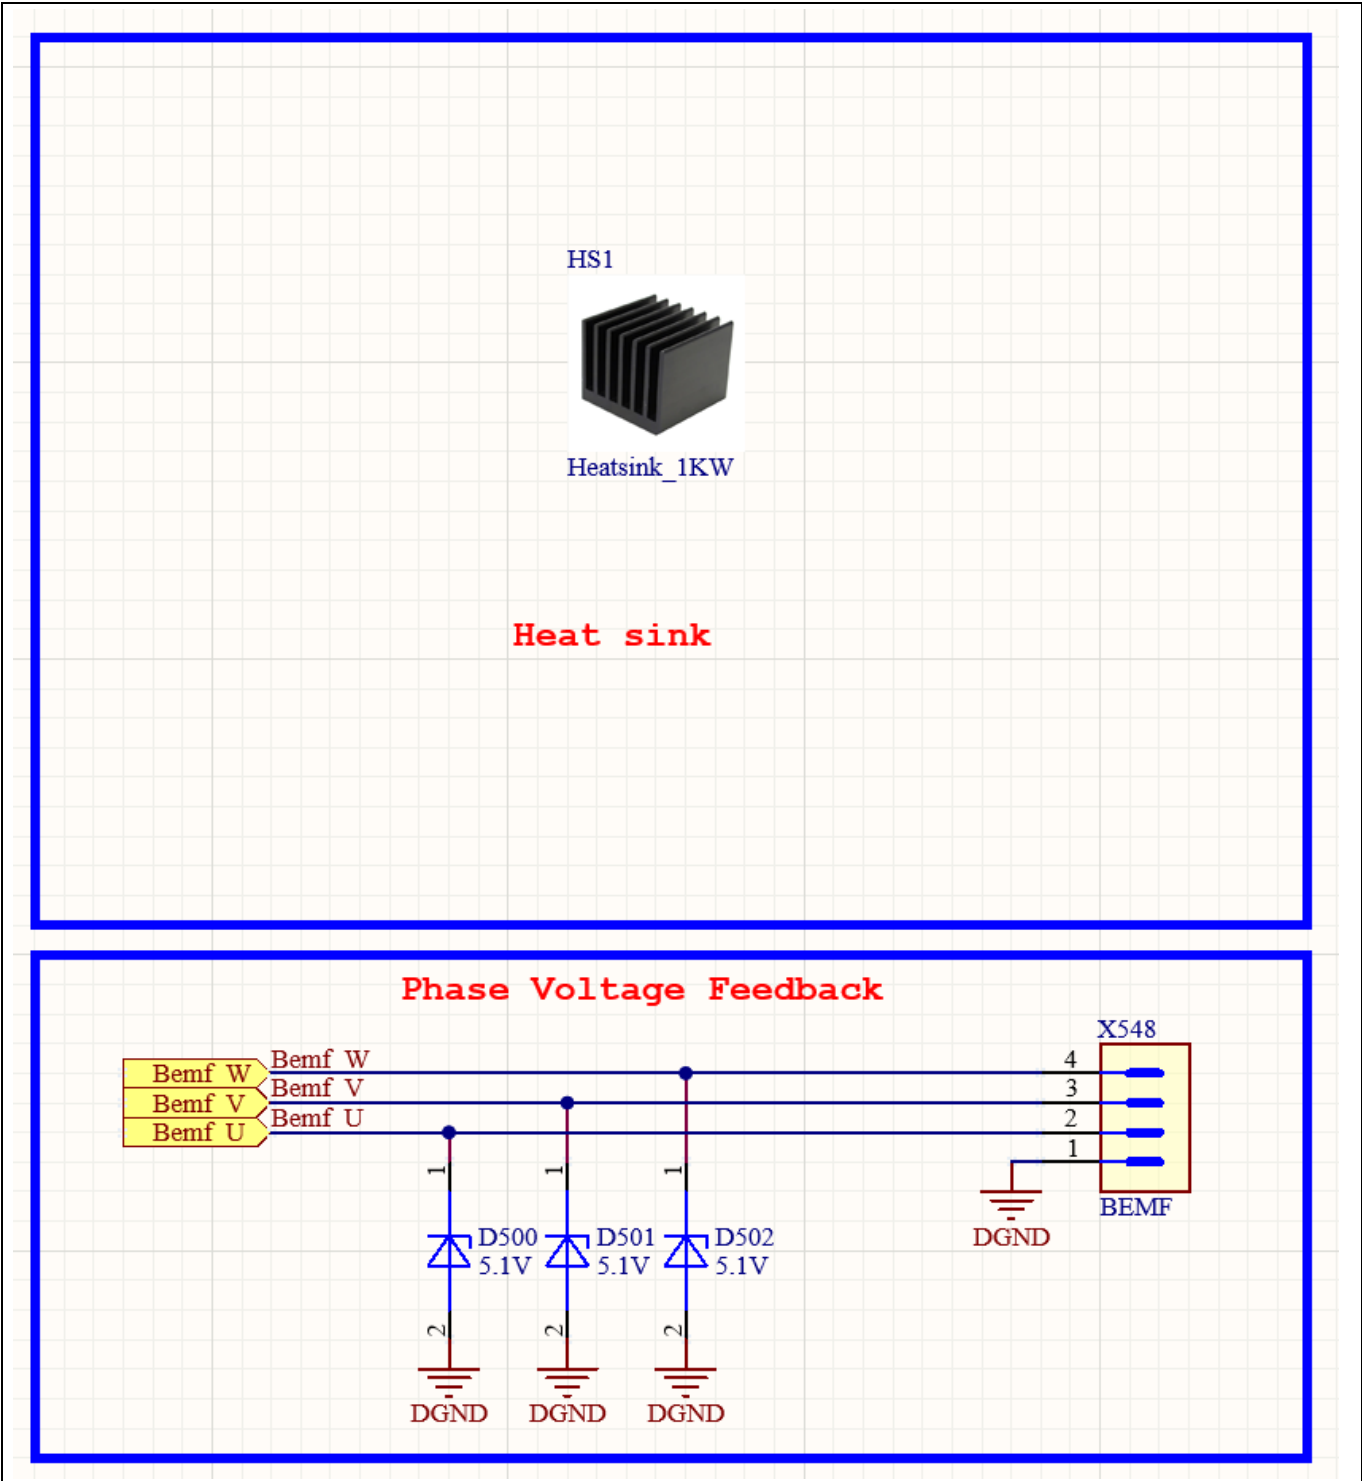 HS1
Heatsink_1KW
Heat sink
Phase Voltage Feedback
X548
Bemf W Bemf W 4
Bemf V Bemf V 3
Bemf U Bemf U 2
1
1 1 1
BEMF
DGND
D500 D501 D502
5.1V 5.1V 5.1V
2 2 2
DGND DGND DGND